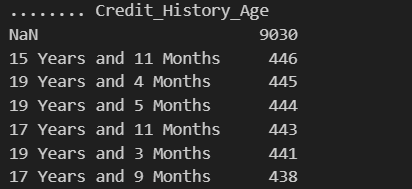 ........ Credit_History_Age
NaN 9030
15 Years and 11 Months 446
19 Years and 4 Months 445
19 Years and 5 Months 444
17 Years and 11 Months 443
19 Years and 3 Months 441
17 Years and 9 Months 438